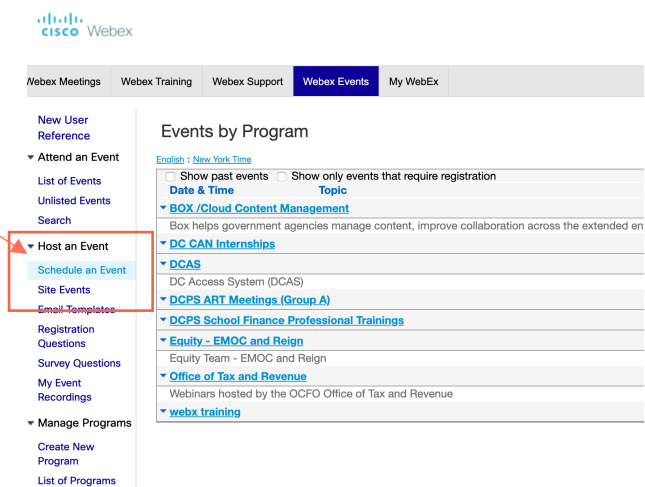 cisco Webex
Webex Meetings Webex Training Webex Support Webex Events My WebEx
New User
Reference
Attend an Event
List of Events
Unlisted Events
Search
Host an Event
Schedule an Event
Site Events
Email Templates
Registration
Questions
Survey Questions
My Event
Recordings
Manage Programs
Create New
Program
List of Programs
Events by Program
English : New York Time
Show past events Show only events that require registration
Date & Time Topic
BOX /Cloud Content Management
Box helps government agencies manage content, improve collaboration across the extended en
DC CAN Internships
DCAS
DC Access System (DCAS)
DCPS ART Meetings (Group A)
DCPS School Finance Professional Trainings
Equity - EMOC and Reign
Equity Team - EMOC and Reign
Office of Tax and Revenue
Webinars hosted by the OCFO Office of Tax and Revenue
webx training